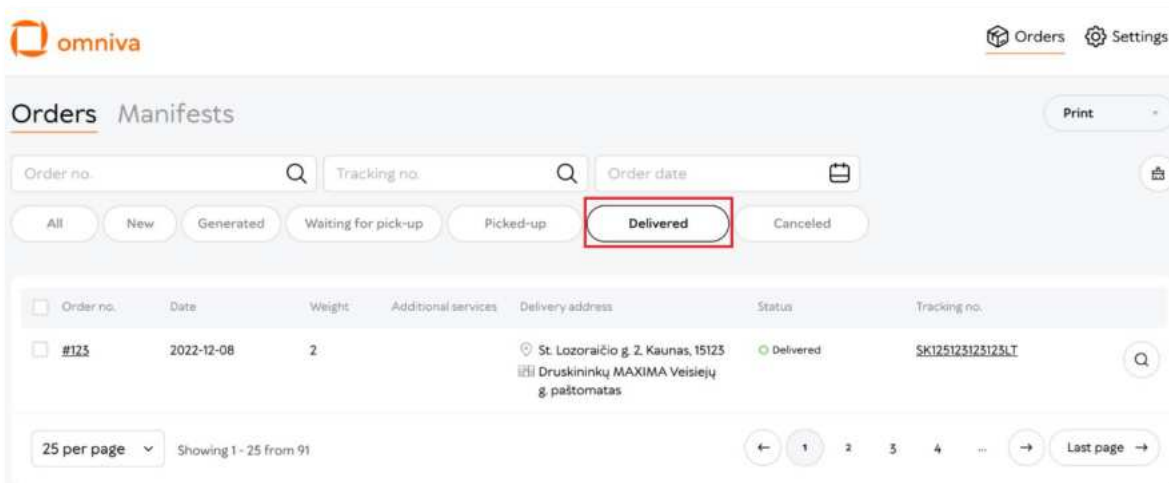 omniva
Orders Settings
Orders Manifests
Print
Order no. Tracking no. Order date
All New Generated Waiting for pick-up Picked-up Delivered Canceled
Order no. Date Weight Additional services Delivery address Status Tracking no.
#123 2022-12-08 2 St. Lozoraičio g. 2, Kaunas, 15123 Delivered SK125123123123LT
Druskininkų MAXIMA Veisiejų
g. paštomatas
25 per page Showing 1 - 25 from 91 1 2 3 4 ... Last page